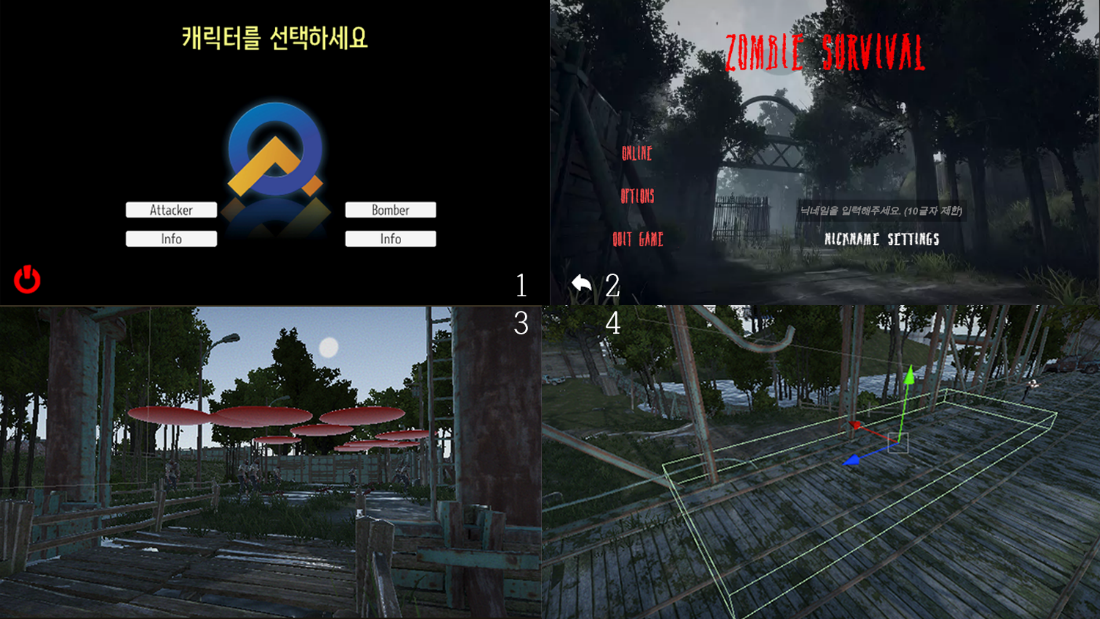 캐릭터를 선택하세요
Attacker
Bomber
Info
Info
1
ZOMBIE SURVIVAL
ONLINE
OPTIONS
QUIT GAME
닉네임을 입력해주세요. (10글자 제한)
NICKNAME SETTINGS
2
3
4